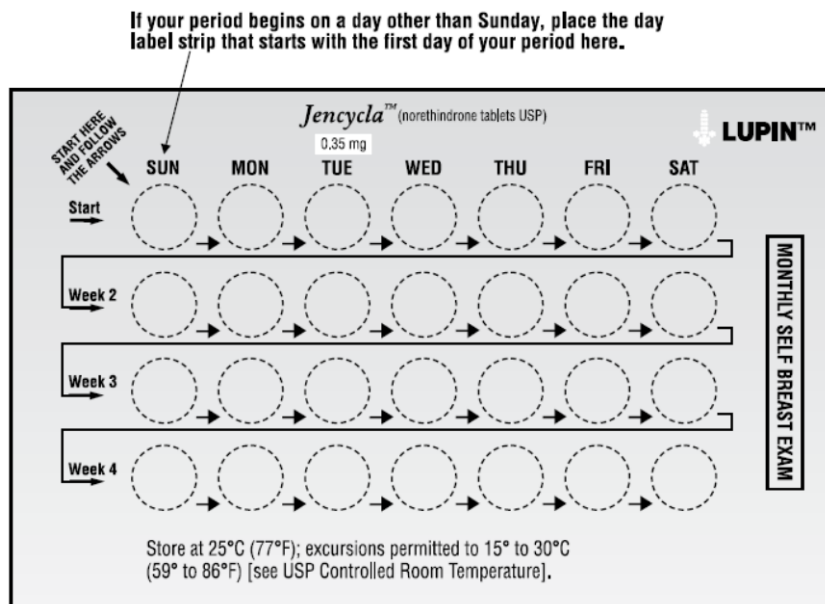 If your period begins on a day other than Sunday, place the day
label strip that starts with the first day of your period here.
Jencycla™ (norethindrone tablets USP)
0.35 mg
LUPIN™
START HERE
AND FOLLOW
THE ARROWS
SUN MON TUE WED THU FRI SAT
Start
Week 2
Week 3
Week 4
MONTHLY SELF BREAST EXAM
Store at 25°C (77°F); excursions permitted to 15° to 30°C
(59° to 86°F) [see USP Controlled Room Temperature].